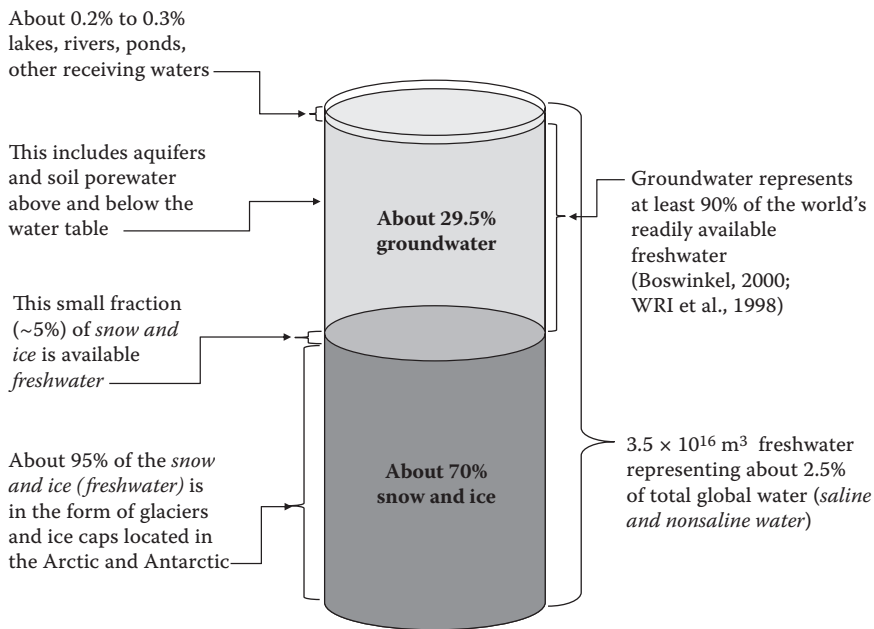 About 0.2% to 0.3%
lakes, rivers, ponds,
other receiving waters
This includes aquifers
and soil porewater
above and below the
water table
This small fraction
(~5%) of snow and
ice is available
freshwater
About 95% of the snow
and ice (freshwater) is
in the form of glaciers
and ice caps located in
the Arctic and Antarctic
About 29.5%
groundwater
About 70%
snow and ice
Groundwater represents
at least 90% of the world’s
readily available
freshwater
(Boswinkel, 2000;
WRI et al., 1998)
3.5 × 10¹⁶ m³ freshwater
representing about 2.5%
of total global water (saline
and nonsaline water)